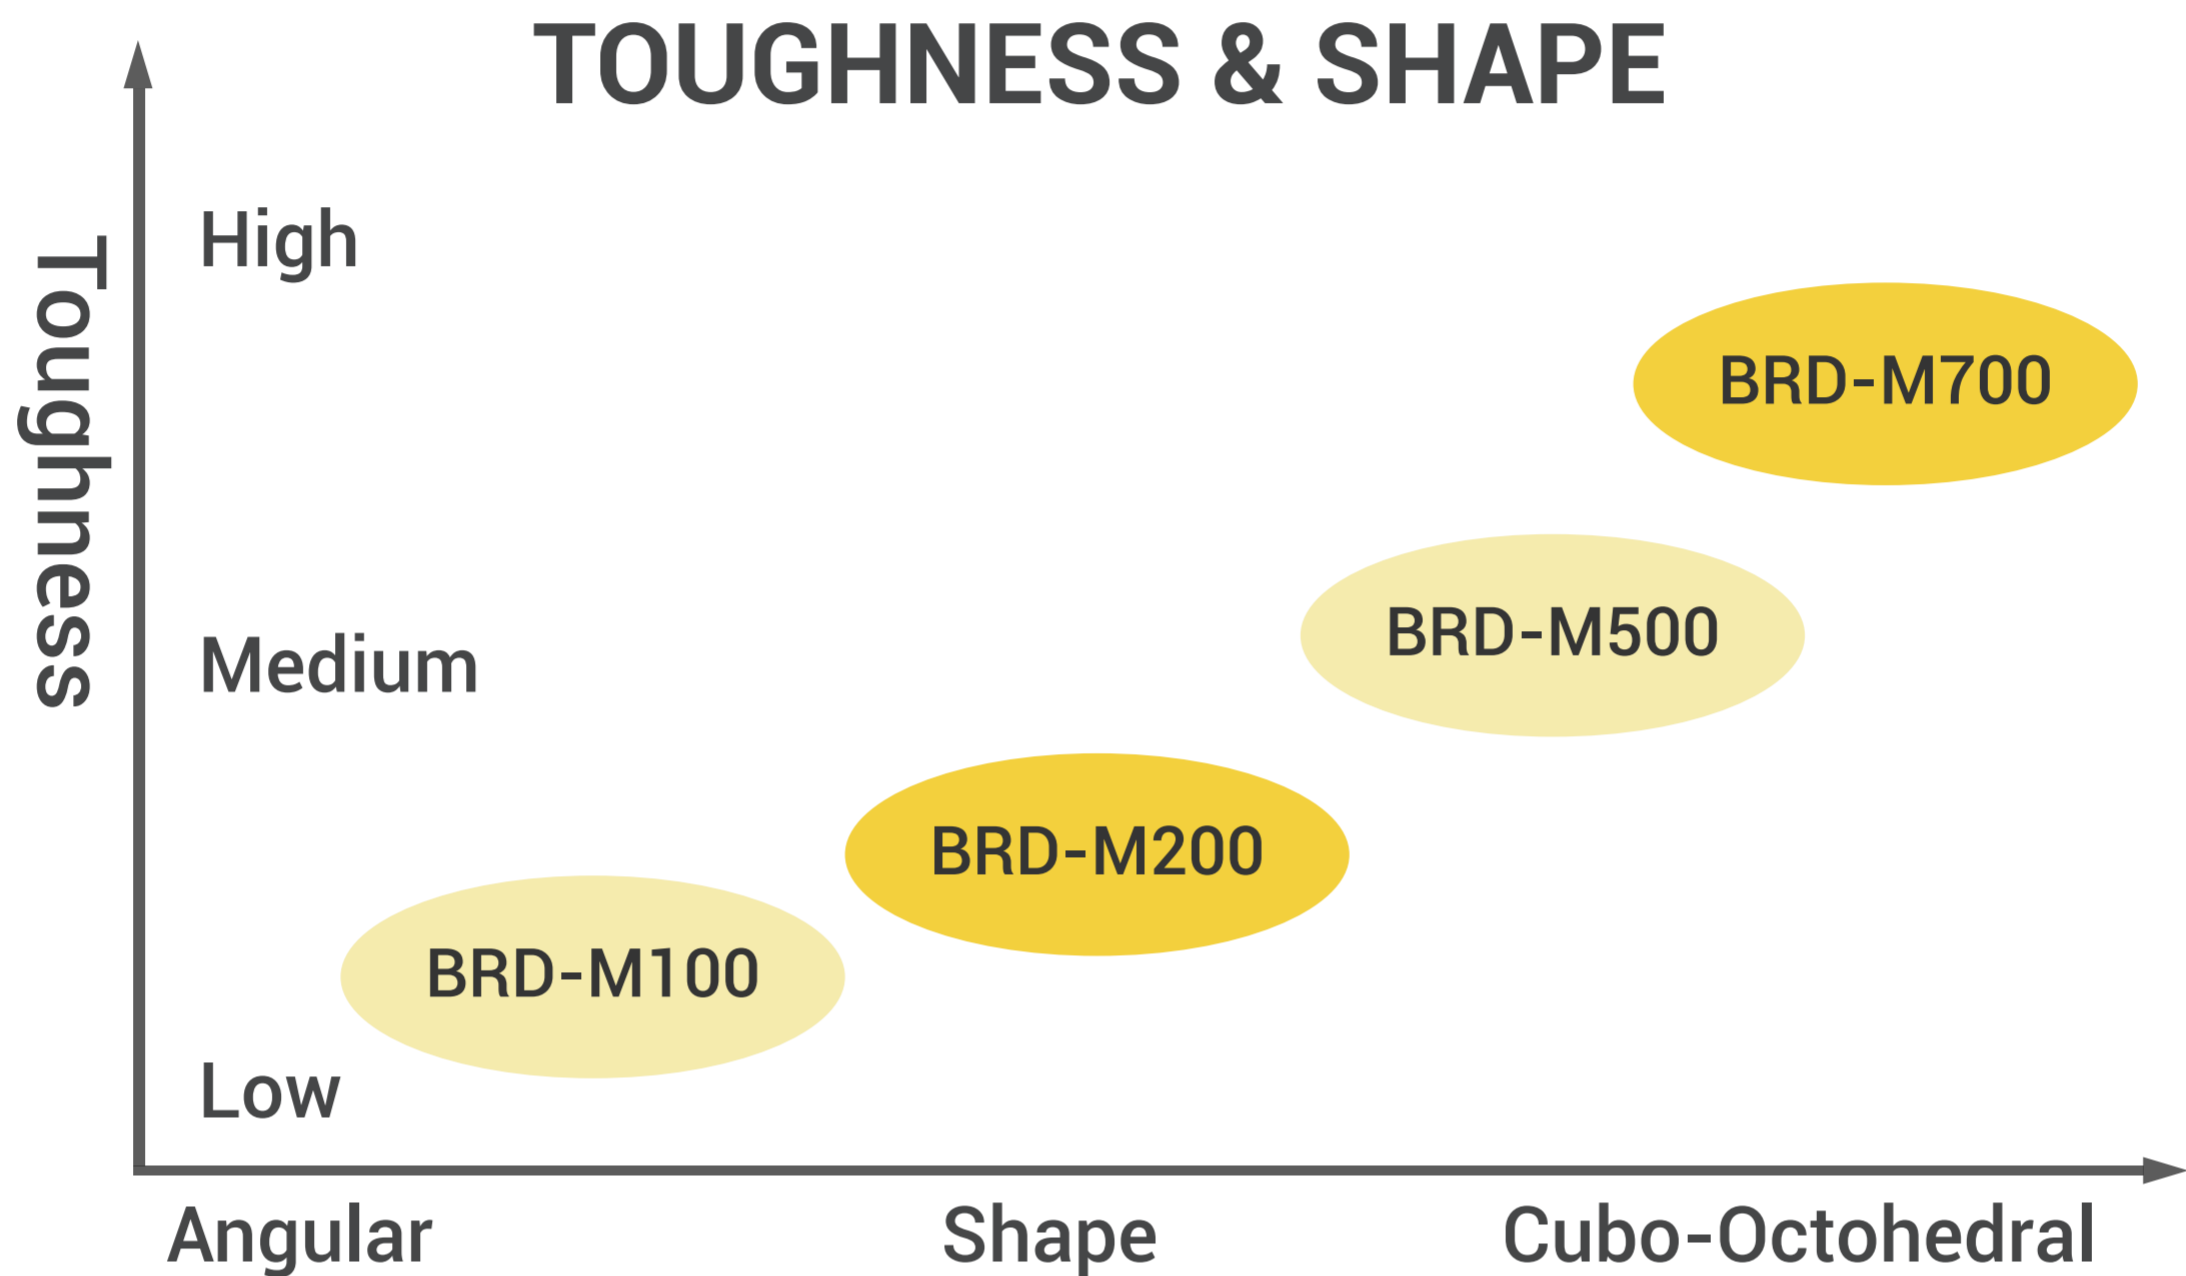 TOUGHNESS & SHAPE
Toughness
High
BRD-M700
BRD-M500
Medium
BRD-M200
BRD-M100
Low
Angular
Shape
Cubo-Octohedral